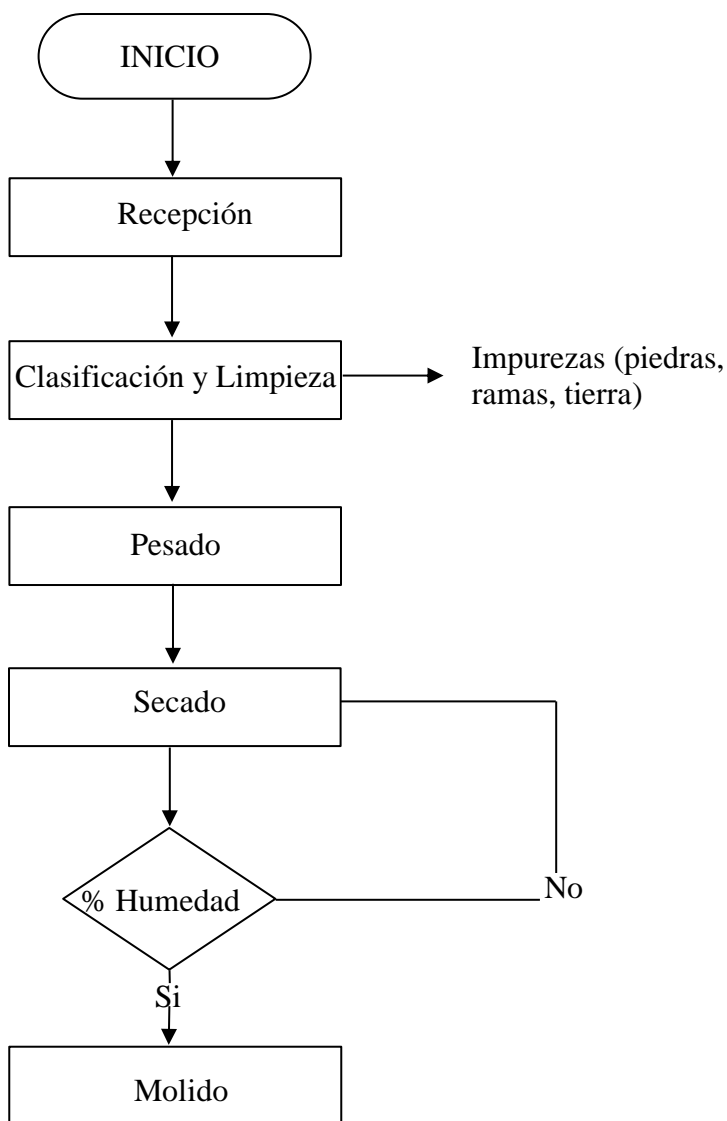 INICIO
Recepción
Clasificación y Limpieza
Impurezas (piedras,
ramas, tierra)
Pesado
Secado
% Humedad
No
Si
Molido